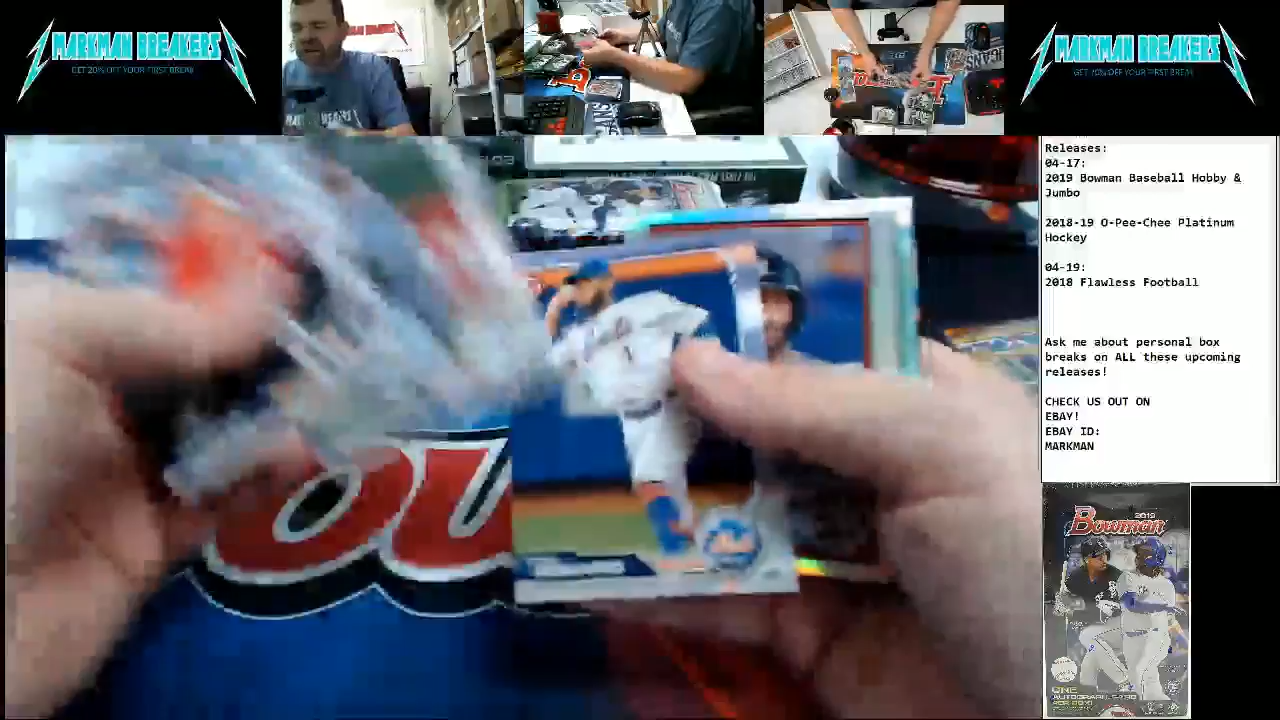 MARKMAN BREAKERS
GET 20% OFF YOUR FIRST BREAK
MARKMAN BREAKERS
GET 20% OFF YOUR FIRST BREAK
Releases:
04-17:
2019 Bowman Baseball Hobby &
Jumbo
2018-19 O-Pee-Chee Platinum
Hockey
04-19:
2018 Flawless Football
Ask me about personal box
breaks on ALL these upcoming
releases!
CHECK US OUT ON
EBAY!
EBAY ID:
MARKMAN
2019
Bowman
ONE